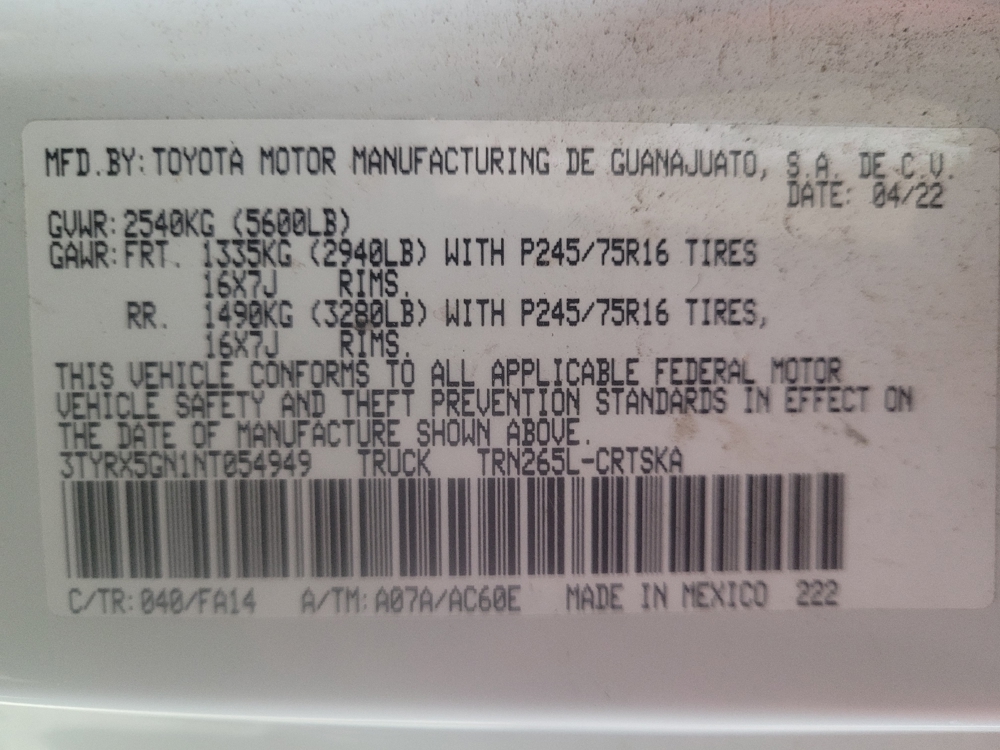 MFD.BY: TOYOTA MOTOR MANUFACTURING DE GUANAJUATO, S.A. DE C.V.
DATE: 04/22
GVWR: 2540KG (5600LB)
GAWR: FRT. 1335KG (2940LB) WITH P245/75R16 TIRES
16X7J RIMS.
RR. 1490KG (3280LB) WITH P245/75R16 TIRES,
16X7J RIMS.
THIS VEHICLE CONFORMS TO ALL APPLICABLE FEDERAL MOTOR
VEHICLE SAFETY AND THEFT PREVENTION STANDARDS IN EFFECT ON
THE DATE OF MANUFACTURE SHOWN ABOVE.
3TYRX5GN1NT054949 TRUCK TRN265L-CRTSKA
C/TR: 040/FA14 A/TM: A07A/AC60E MADE IN MEXICO 222